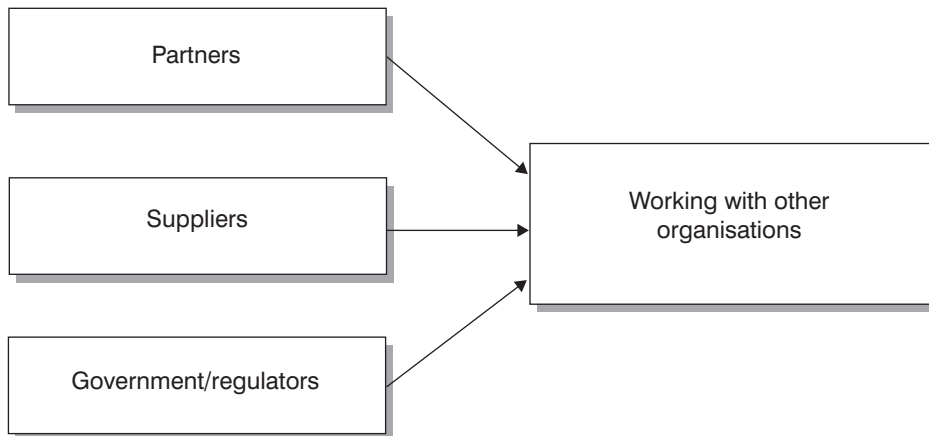 Partners
Suppliers
Government/regulators
Working with other
organisations